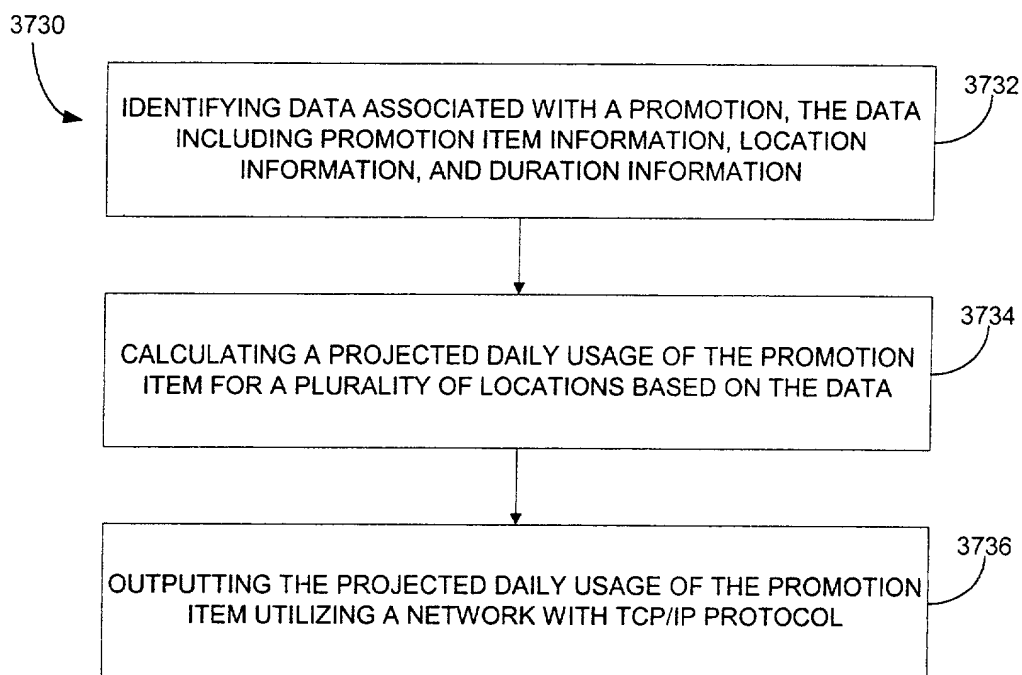 3730
3732
IDENTIFYING DATA ASSOCIATED WITH A PROMOTION, THE DATA
INCLUDING PROMOTION ITEM INFORMATION, LOCATION
INFORMATION, AND DURATION INFORMATION
3734
CALCULATING A PROJECTED DAILY USAGE OF THE PROMOTION
ITEM FOR A PLURALITY OF LOCATIONS BASED ON THE DATA
3736
OUTPUTTING THE PROJECTED DAILY USAGE OF THE PROMOTION
ITEM UTILIZING A NETWORK WITH TCP/IP PROTOCOL